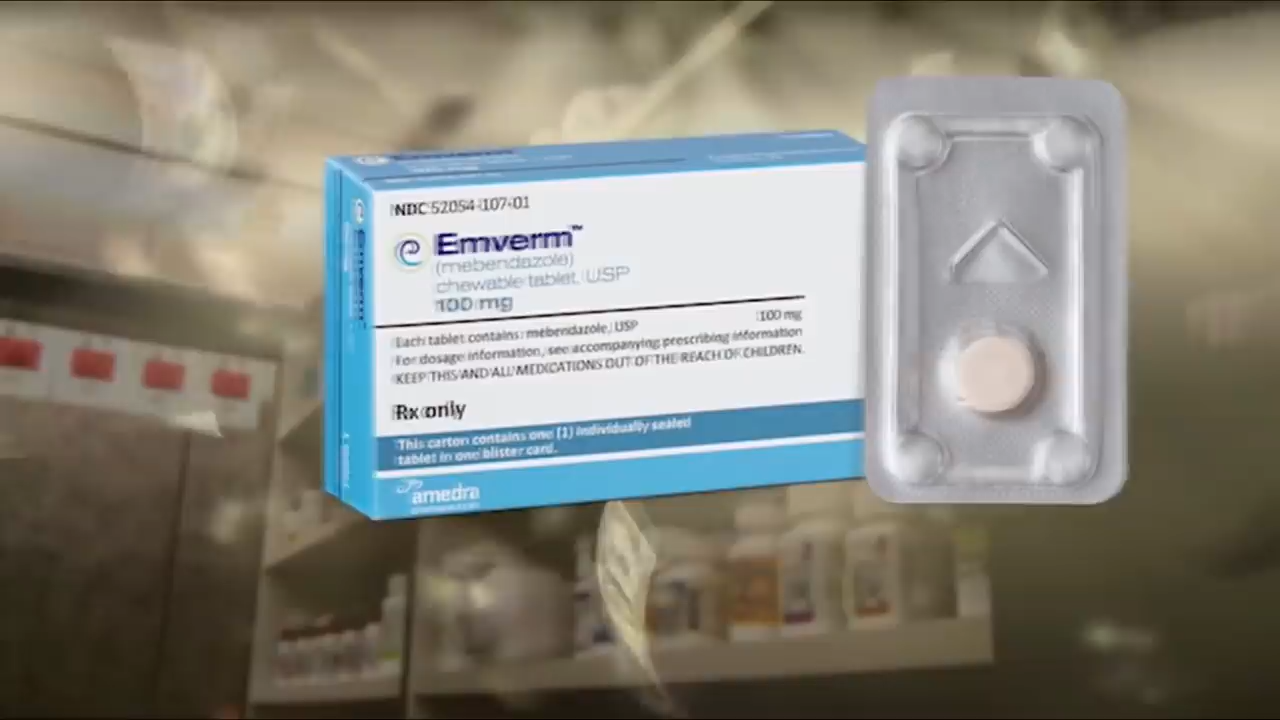 Emverm
NDC 52054-107-01
Emverm™
(mebendazole)
chewable tablet, USP
100 mg
Each tablet contains: mebendazole, USP 100 mg
For dosage information, see accompanying prescribing information
KEEP THIS AND ALL MEDICATIONS OUT OF THE REACH OF CHILDREN.
Rx only
This carton contains one (1) individually sealed
tablet in one blister card.
amedra
Emverm